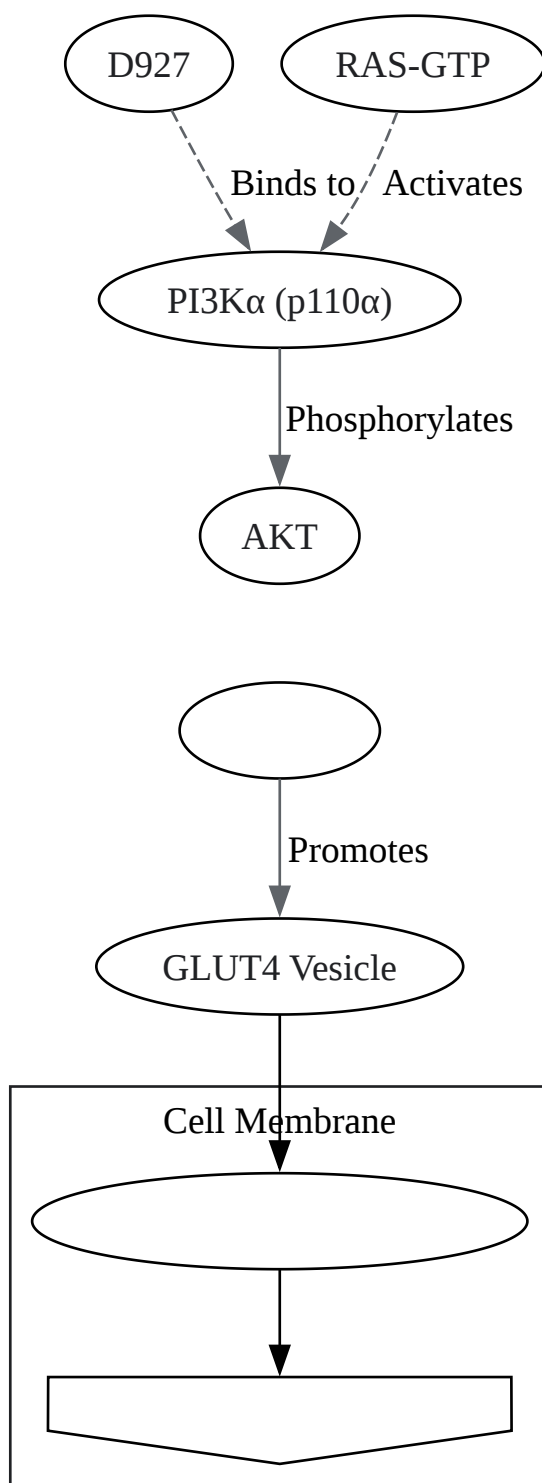 D927
RAS-GTP
Binds to
Activates
PI3Kα (p110α)
Phosphorylates
AKT
Promotes
GLUT4 Vesicle
Cell Membrane